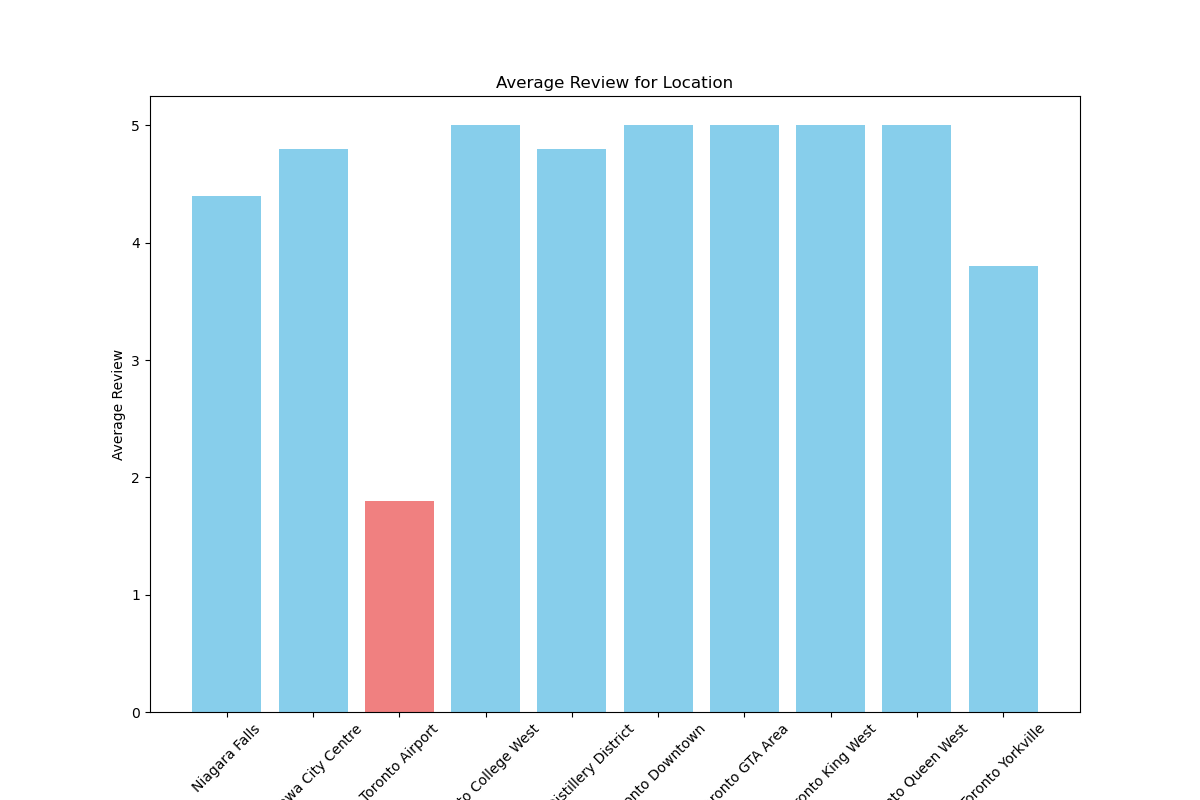 Average Review for Location
Average Review
5
4
3
2
1
0
Niagara Falls
City Centre
Toronto Airport
College West
District
Downtown
GTA Area
King West
Queen West
Toronto Yorkville